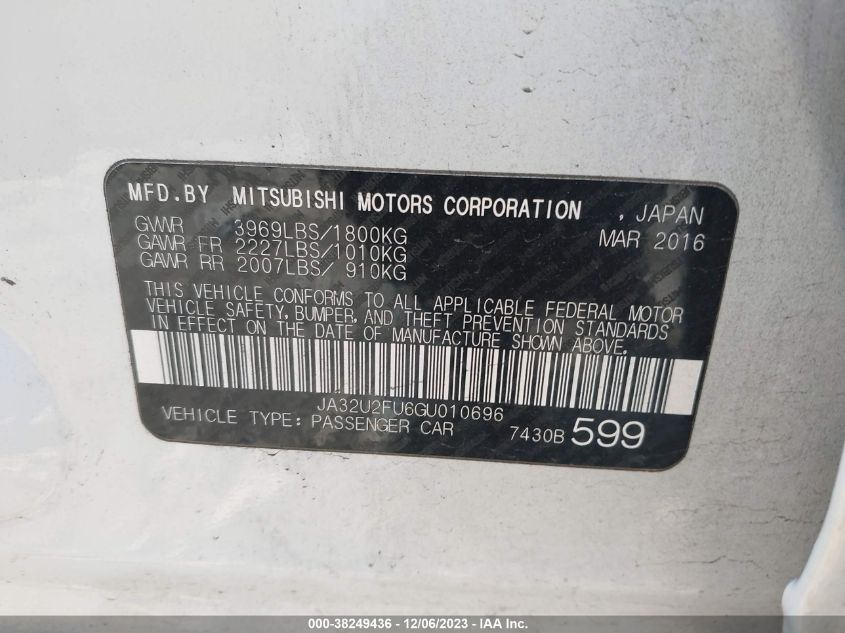 MFD.BY MITSUBISHI MOTORS CORPORATION , JAPAN
GVWR 3969LBS/1800KG MAR 2016
GAWR FR 2227LBS/1010KG
GAWR RR 2007LBS/ 910KG
THIS VEHICLE CONFORMS TO ALL APPLICABLE FEDERAL MOTOR
VEHICLE SAFETY, BUMPER, AND THEFT PREVENTION STANDARDS
IN EFFECT ON THE DATE OF MANUFACTURE SHOWN ABOVE.
JA32U2FU6GU010696
VEHICLE TYPE: PASSENGER CAR 7430B 599
000-38249436 - 12/06/2023 - IAA Inc.